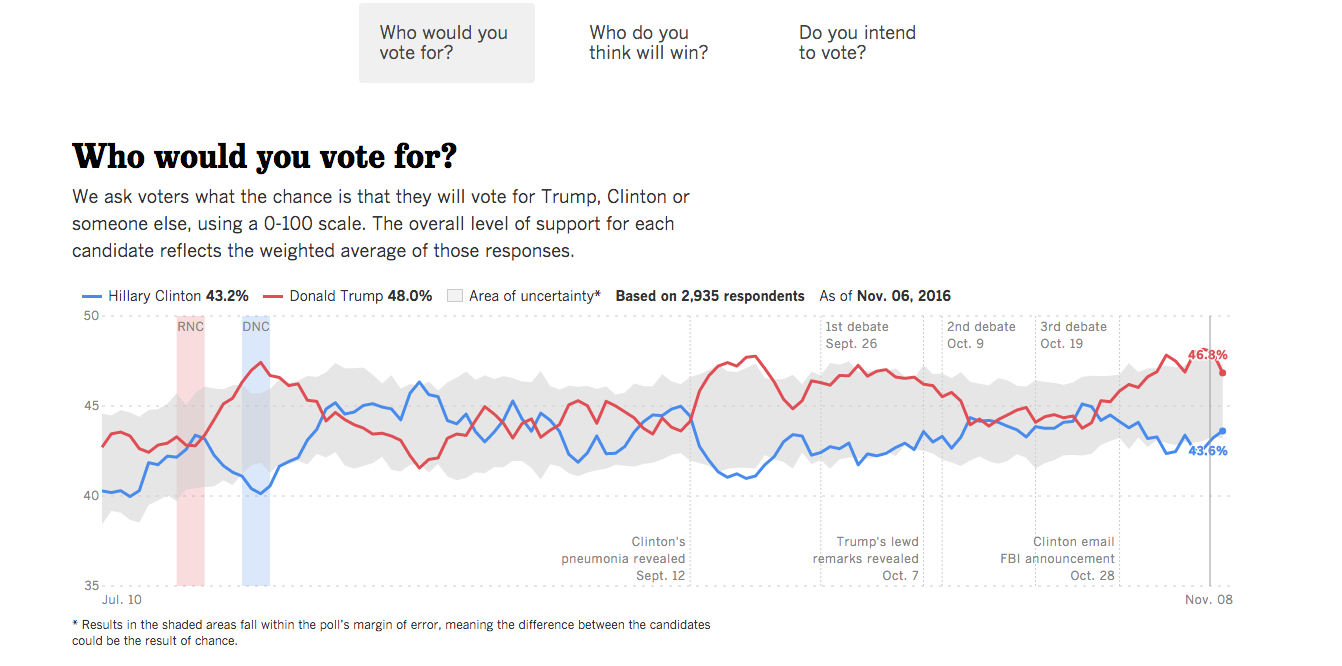 Who would you
vote for?
Who do you
think will win?
Do you intend
to vote?
Who would you vote for?
We ask voters what the chance is that they will vote for Trump, Clinton or
someone else, using a 0-100 scale. The overall level of support for each
candidate reflects the weighted average of those responses.
Hillary Clinton 43.2% Donald Trump 48.0% Area of uncertainty* Based on 2,935 respondents As of Nov. 06, 2016
50
45
40
35
RNC
DNC
1st debate
Sept. 26
2nd debate
Oct. 9
3rd debate
Oct. 19
46.8%
43.6%
Clinton's
pneumonia revealed
Sept. 12
Trump's lewd
remarks revealed
Oct. 7
Clinton email
FBI announcement
Oct. 28
Jul. 10
Nov. 08
* Results in the shaded areas fall within the poll's margin of error, meaning the difference between the candidates
could be the result of chance.